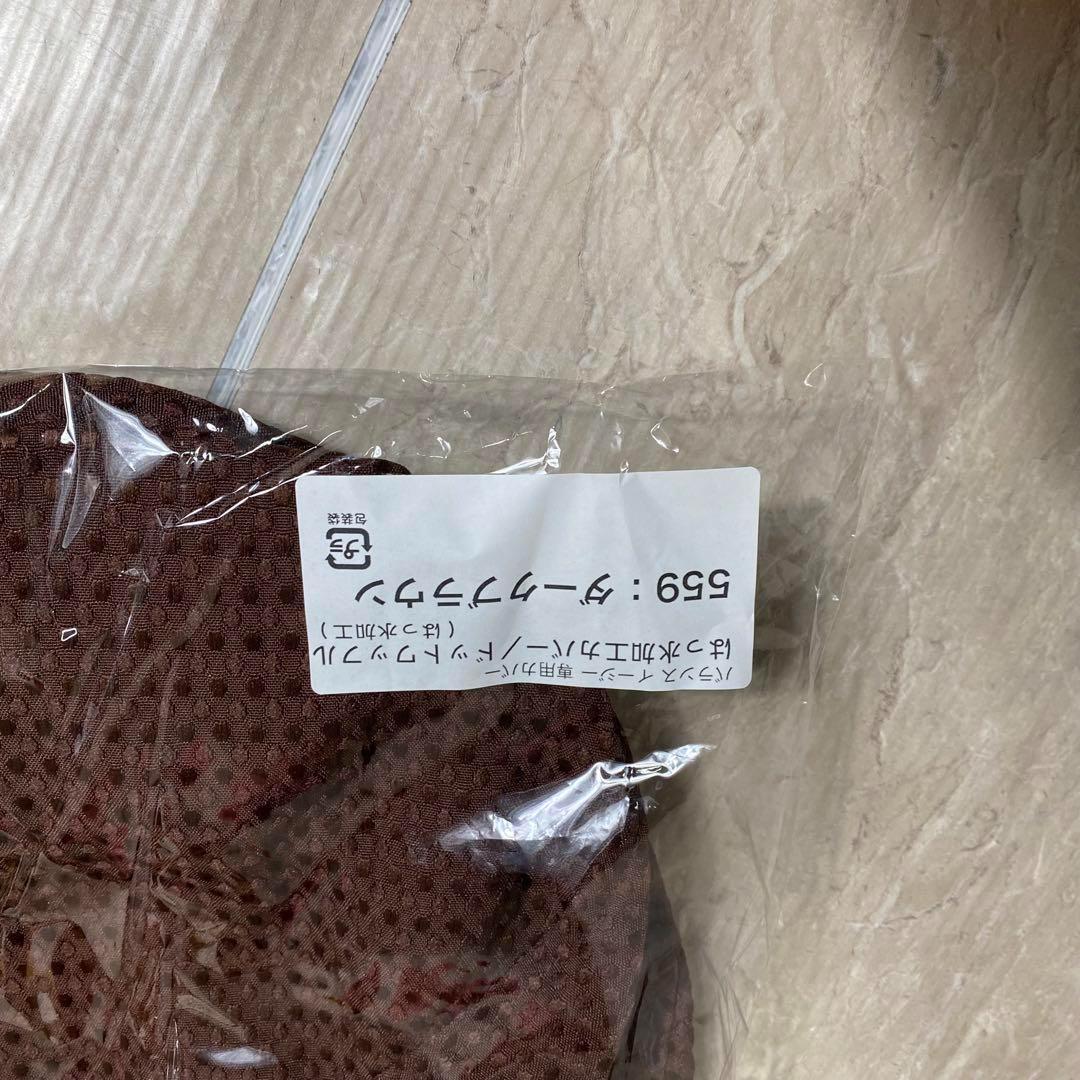 バランスイージー 専用カバー
はっ水加工カバー/ドットワッフル
(はっ水加工)
559：ダークブラウン
プラ
包装袋